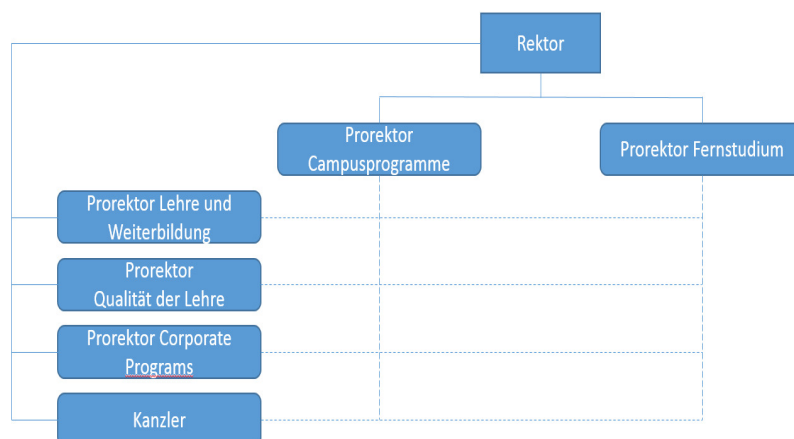 Rektor
Prorektor
Campusprogramme
Prorektor Fernstudium
Prorektor Lehre und
Weiterbildung
Prorektor
Qualität der Lehre
Prorektor Corporate
Programs
Kanzler